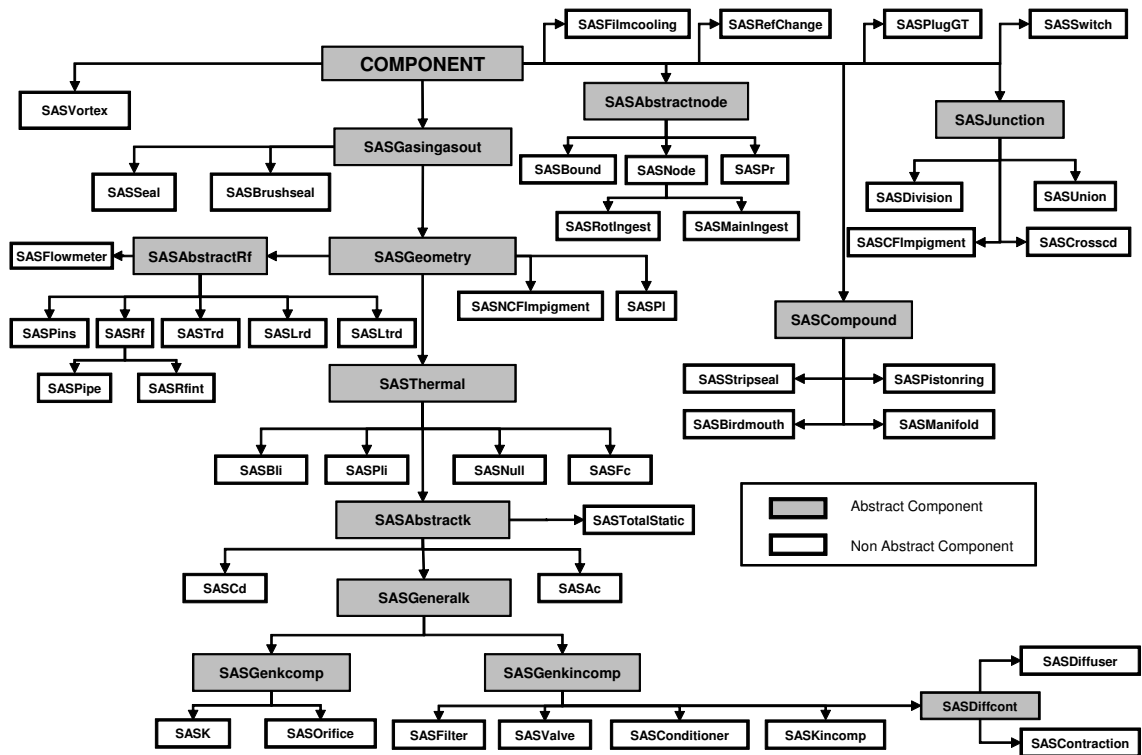 SASFilmcooling
SASRefChange
SASPlugGT
SASSwitch
COMPONENT
SASVortex
SASAbstractnode
SASJunction
SASGasingasout
SASBound
SASNode
SASPr
SASSeal
SASBrushseal
SASDivision
SASUnion
SASRotIngest
SASMainIngest
SASCFImpigment
SASCrosscd
SASFlowmeter
SASAbstractRf
SASGeometry
SASNCFImpigment
SASPl
SASCompound
SASPins
SASRf
SASTrd
SASLrd
SASLtrd
SASPipe
SASRfint
SASThermal
SASStripseal
SASPistonring
SASBirdmouth
SASManifold
SASBli
SASPli
SASNull
SASFc
Abstract Component
Non Abstract Component
SASAbstractk
SASTotalStatic
SASCd
SASGeneralk
SASAc
SASGenkcomp
SASGenkincomp
SASDiffuser
SASDiffcont
SASK
SASOrifice
SASFilter
SASValve
SASConditioner
SASKincomp
SASContraction